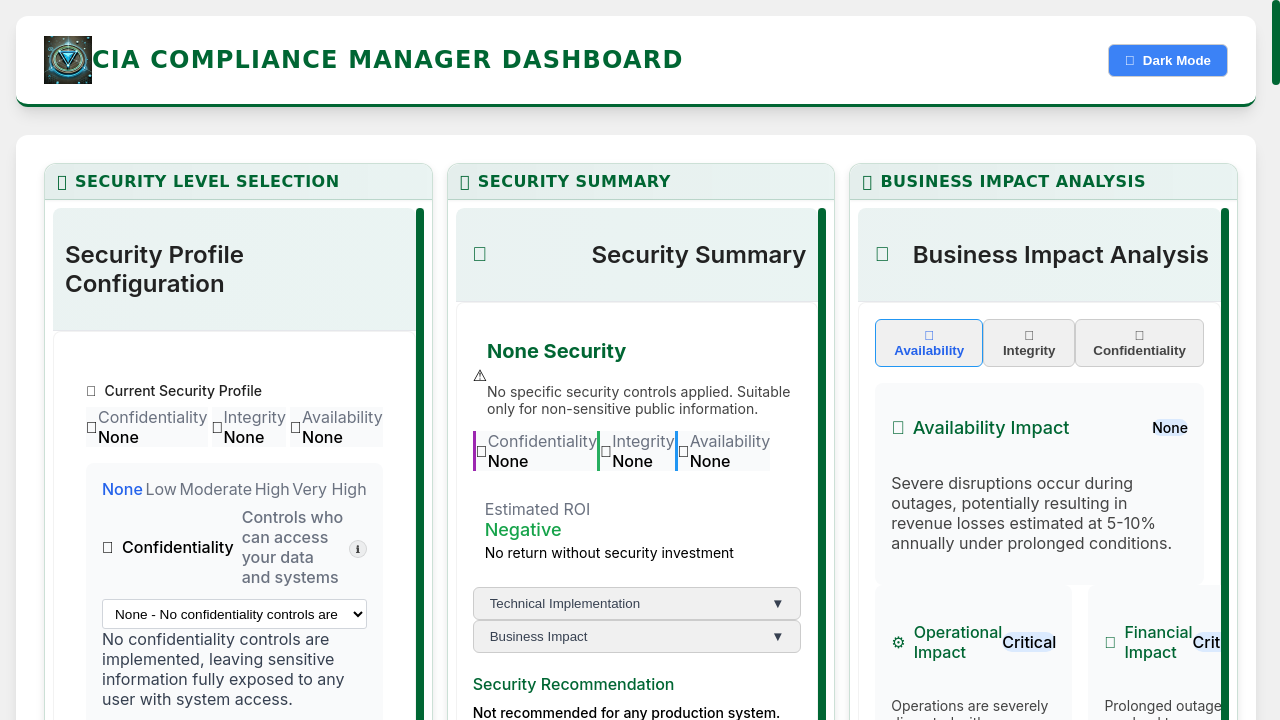 CIA COMPLIANCE MANAGER DASHBOARD
Dark Mode
SECURITY LEVEL SELECTION
Security Profile
Configuration
Current Security Profile
Confidentiality
None
Integrity
None
Availability
None
None Low Moderate High Very High
Confidentiality
Controls who
can access
your data
and systems
ℹ
None - No confidentiality controls are
No confidentiality controls are
implemented, leaving sensitive
information fully exposed to any
user with system access.
SECURITY SUMMARY
Security Summary
None Security
⚠
No specific security controls applied. Suitable
only for non-sensitive public information.
Confidentiality
None
Integrity
None
Availability
None
Estimated ROI
Negative
No return without security investment
Technical Implementation ▼
Business Impact ▼
Security Recommendation
Not recommended for any production system.
BUSINESS IMPACT ANALYSIS
Business Impact Analysis
Availability
Integrity
Confidentiality
Availability Impact
None
Severe disruptions occur during
outages, potentially resulting in
revenue losses estimated at 5-10%
annually under prolonged conditions.
⚙ Operational
Impact
Critical
Operations are severely
Financial
Impact
Crit
Prolonged outage